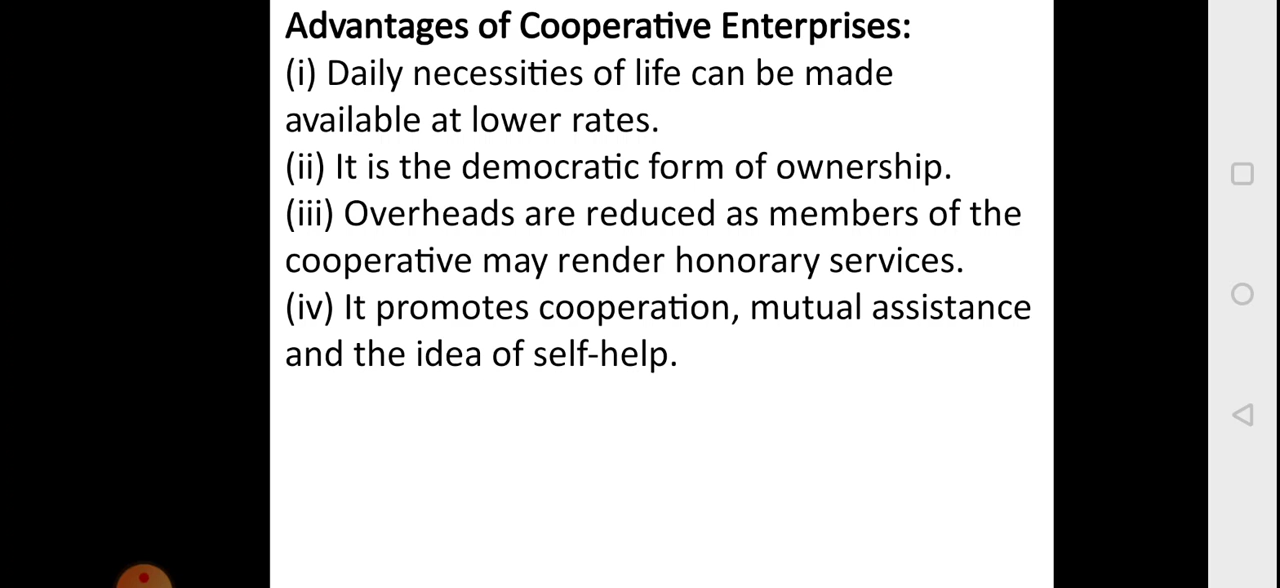 Advantages of Cooperative Enterprises:
(i) Daily necessities of life can be made
available at lower rates.
(ii) It is the democratic form of ownership.
(iii) Overheads are reduced as members of the
cooperative may render honorary services.
(iv) It promotes cooperation, mutual assistance
and the idea of self-help.